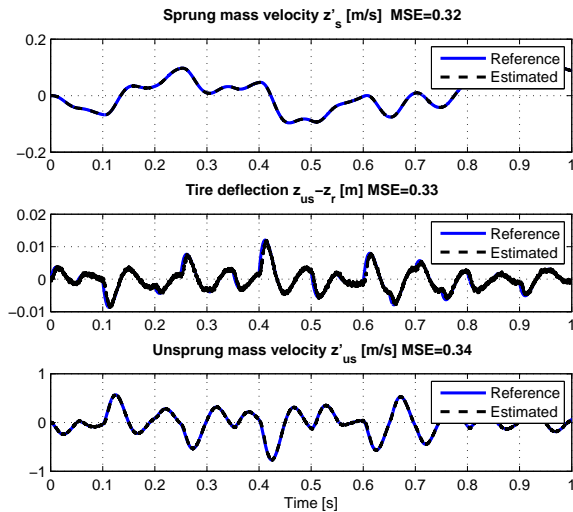 Sprung mass velocity z's [m/s] MSE=0.32
0.2
0
−0.2
Reference
Estimated
0 0.1 0.2 0.3 0.4 0.5 0.6 0.7 0.8 0.9 1
Tire deflection zus−zr [m] MSE=0.33
0.02
0.01
0
−0.01
Reference
Estimated
0 0.1 0.2 0.3 0.4 0.5 0.6 0.7 0.8 0.9 1
Unsprung mass velocity z'us [m/s] MSE=0.34
1
0
−1
Reference
Estimated
0 0.1 0.2 0.3 0.4 0.5 0.6 0.7 0.8 0.9 1
Time [s]